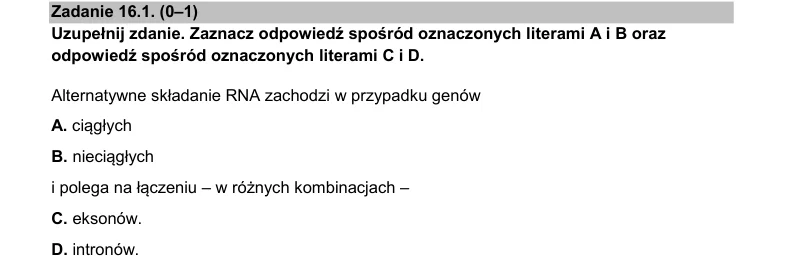 Zadanie 16.1. (0–1)
Uzupełnij zdanie. Zaznacz odpowiedź spośród oznaczonych literami A i B oraz
odpowiedź spośród oznaczonych literami C i D.
Alternatywne składanie RNA zachodzi w przypadku genów
A. ciągłych
B. nieciągłych
i polega na łączeniu – w różnych kombinacjach –
C. eksonów.
D. intronów.